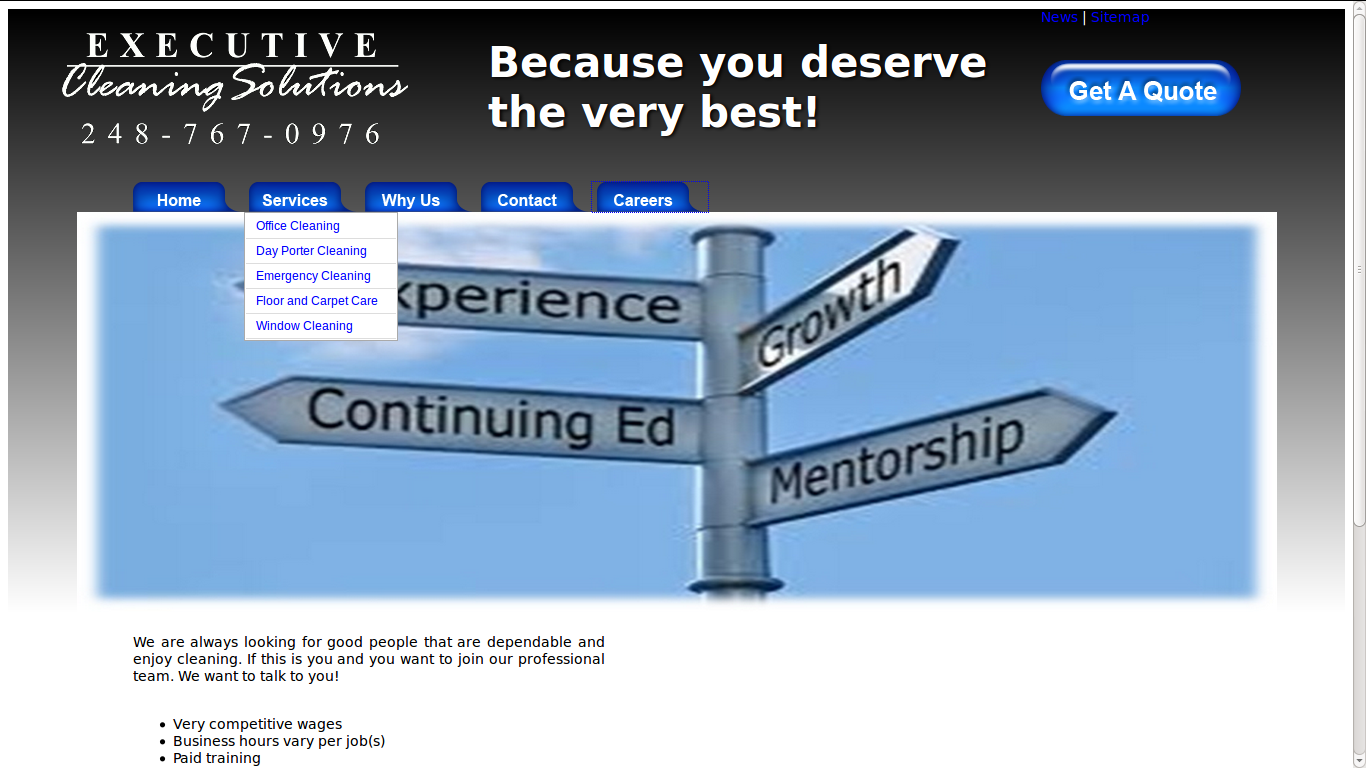 News | Sitemap
EXECUTIVE
Cleaning Solutions
248-767-0976
Because you deserve
the very best!
Get A Quote
Home Services Why Us Contact Careers
Office Cleaning
Day Porter Cleaning
Emergency Cleaning
Floor and Carpet Care
Window Cleaning
xperience
Growth
Continuing Ed
Mentorship
We are always looking for good people that are dependable and
enjoy cleaning. If this is you and you want to join our professional
team. We want to talk to you!
• Very competitive wages
• Business hours vary per job(s)
• Paid training